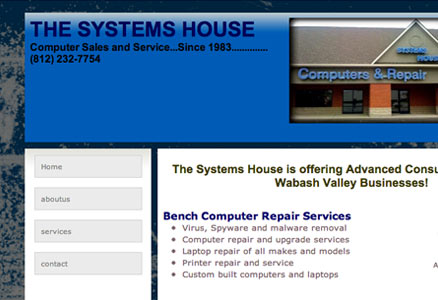 THE SYSTEMS HOUSE
Computer Sales and Service...Since 1983..............
(812) 232-7754
SYSTEMS
HOUSE
Computers & Repair
Home
aboutus
services
contact
The Systems House is offering Advanced Consu
Wabash Valley Businesses!
Bench Computer Repair Services
Virus, Spyware and malware removal
Computer repair and upgrade services
Laptop repair of all makes and models
Printer repair and service
Custom built computers and laptops
A